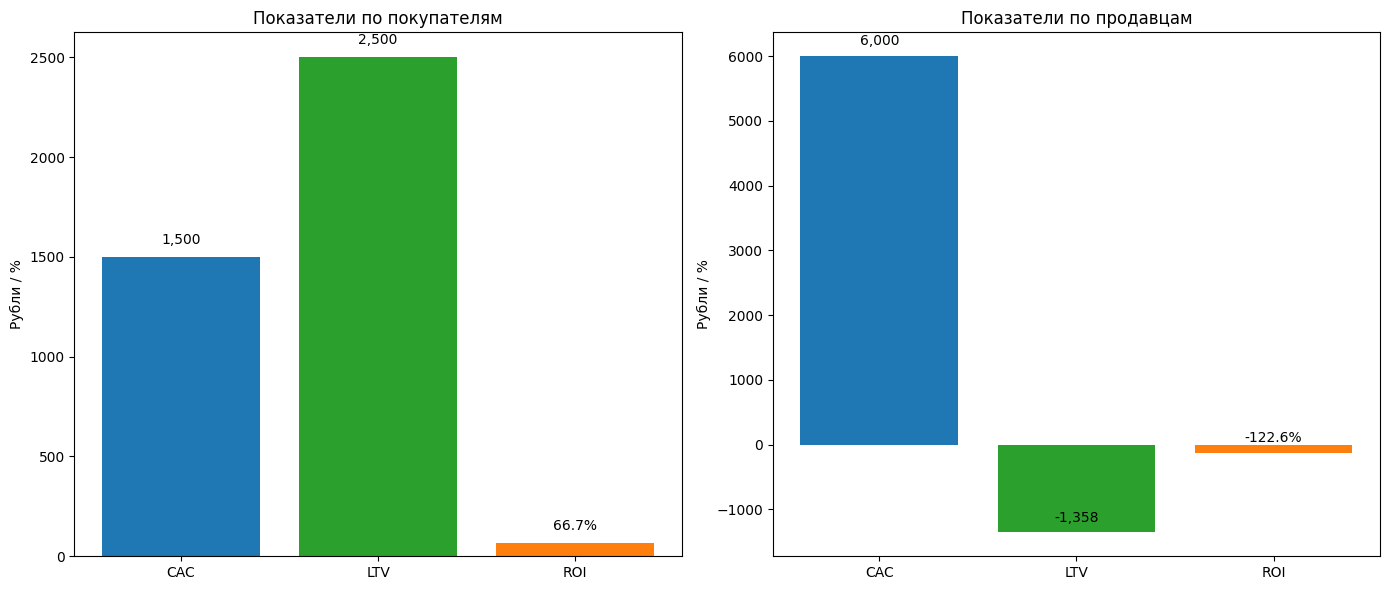 Показатели по покупателям
Рубли / %
2500
2000
1500
1000
500
0
1,500
2,500
66.7%
CAC
LTV
ROI
Показатели по продавцам
Рубли / %
6000
5000
4000
3000
2000
1000
0
−1000
6,000
-1,358
-122.6%
CAC
LTV
ROI